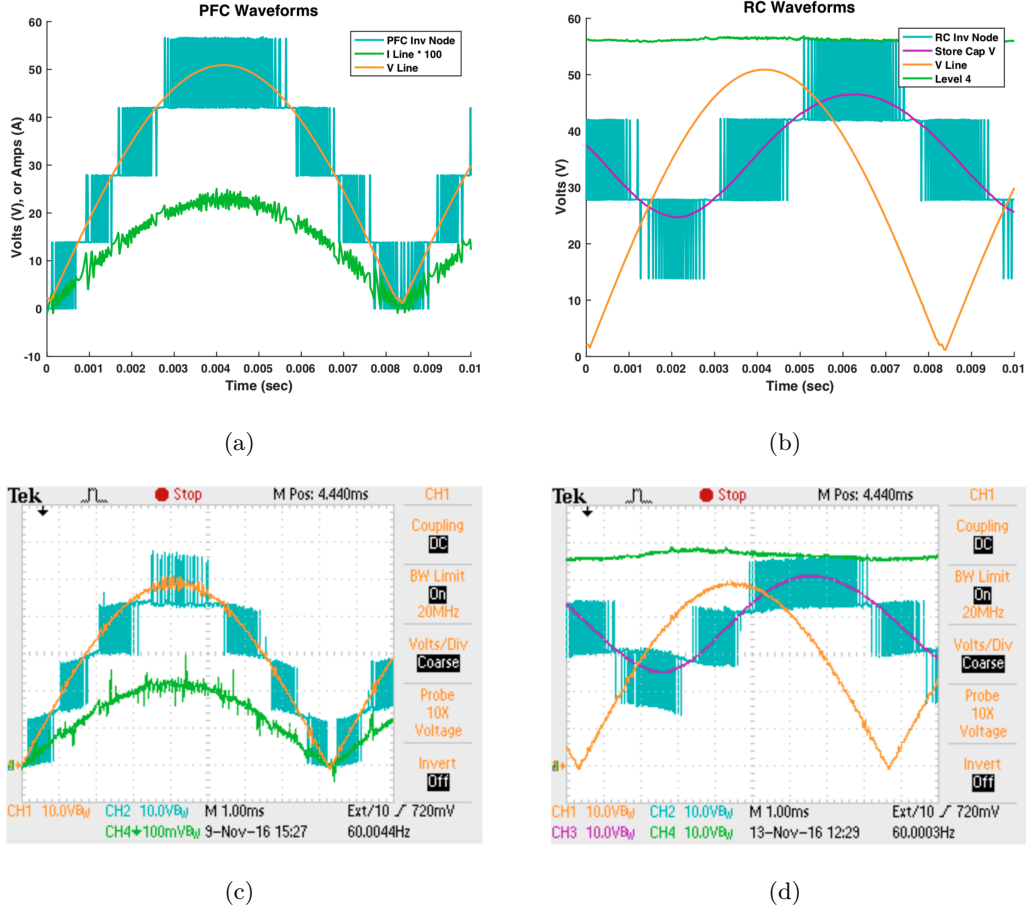 PFC Waveforms
60
50
40
30
20
10
0
-10
Volts (V), or Amps (A)
PFC Inv Node
I Line * 100
V Line
0.000
0.001
0.002
0.003
0.004
0.005
0.006
0.007
0.008
0.009
0.01
Time (sec)
(a)
RC Waveforms
60
50
40
30
20
10
0
Volts (V)
RC Inv Node
Store Cap V
V Line
Level 4
0.000
0.001
0.002
0.003
0.004
0.005
0.006
0.007
0.008
0.009
0.01
Time (sec)
(b)
Tek Stop M Pos: 4.440ms CH1
Coupling
DC
BW Limit
On
20MHz
Volts/Div
Coarse
Probe
10X
Voltage
Invert
Off
CH1 10.0VBW CH2 10.0VBW M 1.00ms Ext/10 720mV
CH4 100mVBW 9-Nov-16 15:27 60.0044Hz
(c)
Tek Stop M Pos: 4.440ms CH1
Coupling
DC
BW Limit
On
20MHz
Volts/Div
Coarse
Probe
10X
Voltage
Invert
Off
CH1 10.0VBW CH2 10.0VBW M 1.00ms Ext/10 720mV
CH3 10.0VBW CH4 10.0VBW 13-Nov-16 12:29 60.0003Hz
(d)